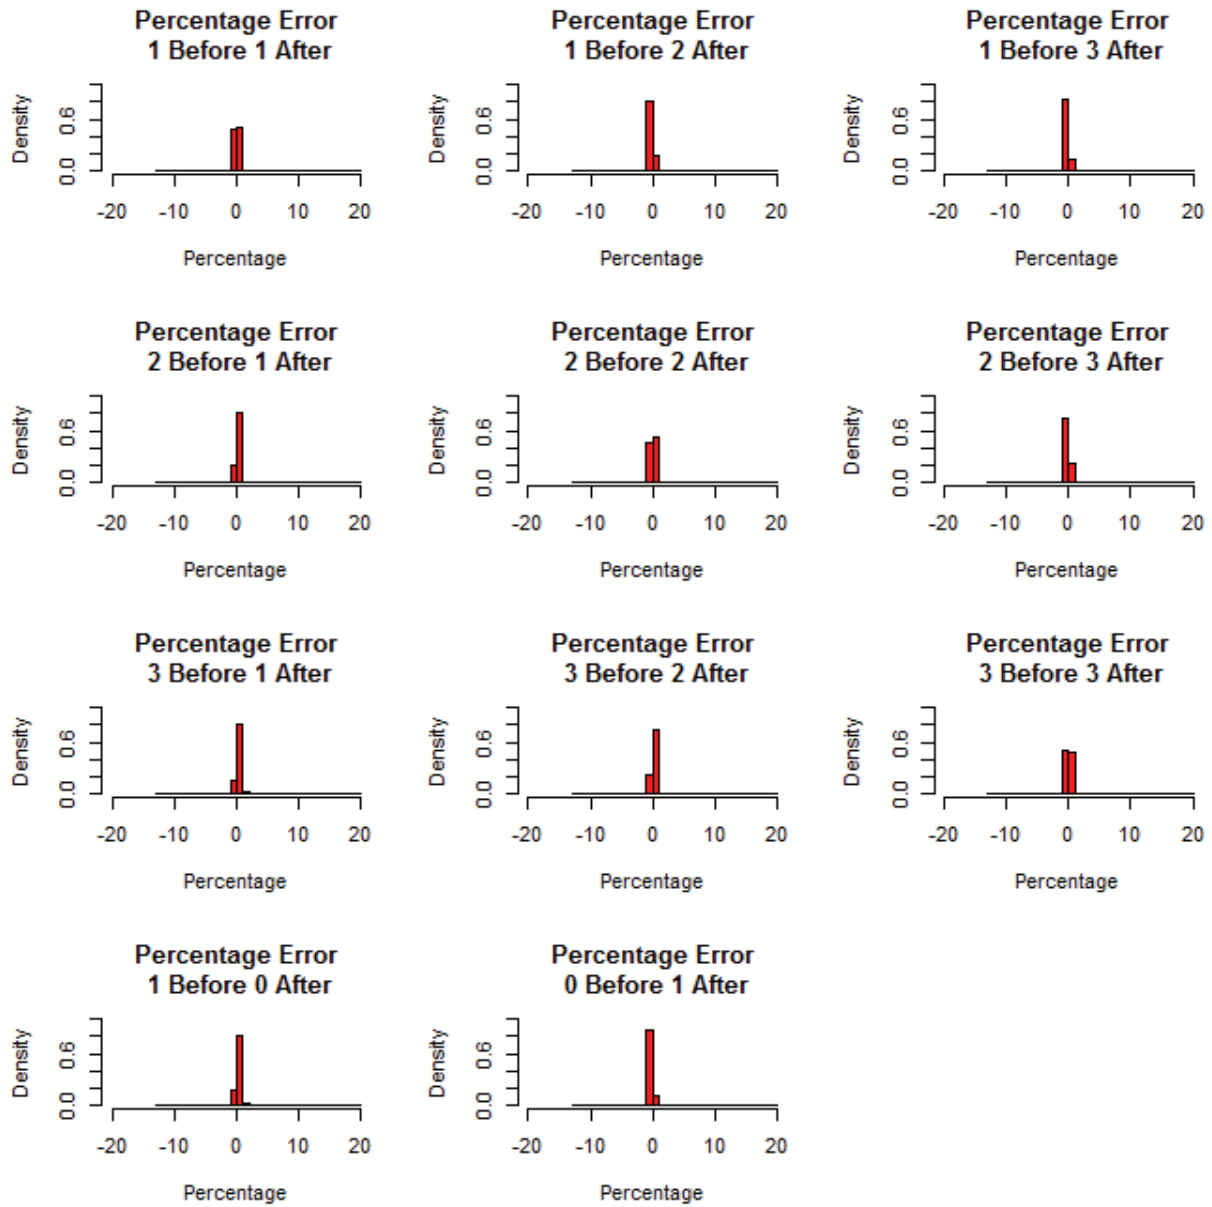 Percentage Error
1 Before 1 After
Density
0.0 0.6
-20 -10 0 10 20
Percentage
Percentage Error
1 Before 2 After
Density
0.0 0.6
-20 -10 0 10 20
Percentage
Percentage Error
1 Before 3 After
Density
0.0 0.6
-20 -10 0 10 20
Percentage
Percentage Error
2 Before 1 After
Density
0.0 0.6
-20 -10 0 10 20
Percentage
Percentage Error
2 Before 2 After
Density
0.0 0.6
-20 -10 0 10 20
Percentage
Percentage Error
2 Before 3 After
Density
0.0 0.6
-20 -10 0 10 20
Percentage
Percentage Error
3 Before 1 After
Density
0.0 0.6
-20 -10 0 10 20
Percentage
Percentage Error
3 Before 2 After
Density
0.0 0.6
-20 -10 0 10 20
Percentage
Percentage Error
3 Before 3 After
Density
0.0 0.6
-20 -10 0 10 20
Percentage
Percentage Error
1 Before 0 After
Density
0.0 0.6
-20 -10 0 10 20
Percentage
Percentage Error
0 Before 1 After
Density
0.0 0.6
-20 -10 0 10 20
Percentage